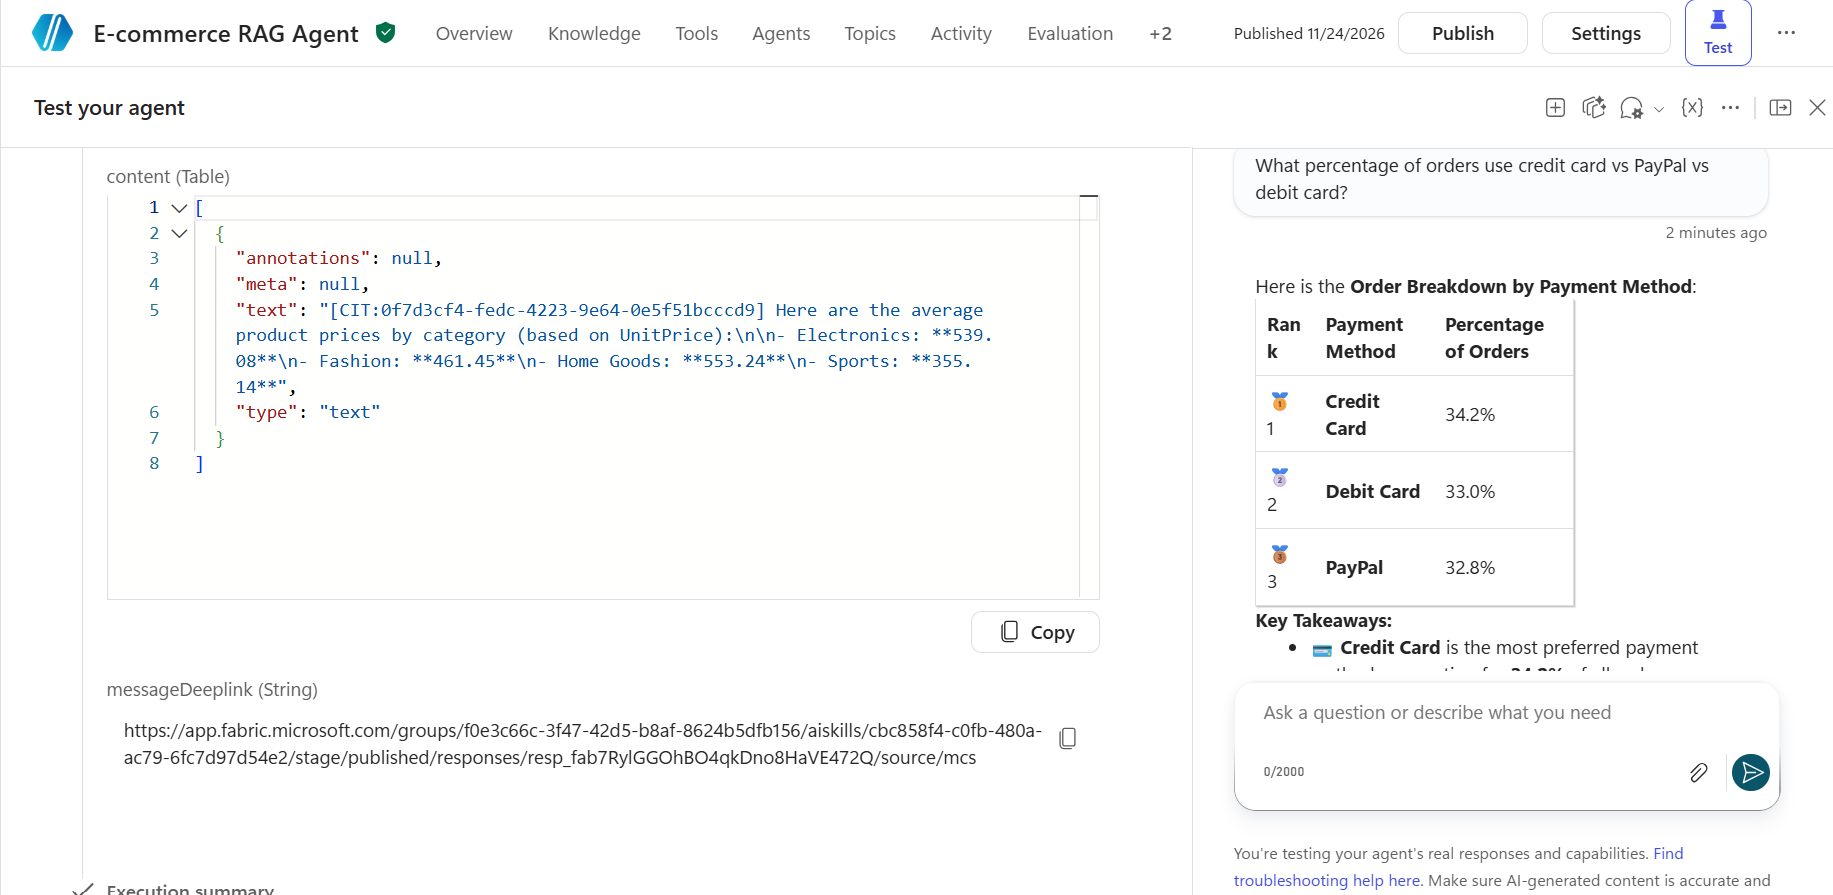 E-commerce RAG Agent
Overview
Knowledge
Tools
Agents
Topics
Activity
Evaluation
+2
Published 11/24/2026
Publish
Settings
Test
Test your agent
{x}
content (Table)
1 [
2 {
3 "annotations": null,
4 "meta": null,
5 "text": "[CIT:0f7d3cf4-fedc-4223-9e64-0e5f51bcccd9] Here are the average
product prices by category (based on UnitPrice):\n\n- Electronics: **539.
08**\n- Fashion: **461.45**\n- Home Goods: **553.24**\n- Sports: **355.
14**",
6 "type": "text"
7 }
8 ]
Copy
messageDeeplink (String)
https://app.fabric.microsoft.com/groups/f0e3c66c-3f47-42d5-b8af-8624b5dfb156/aiskills/cbc858f4-c0fb-480a-
ac79-6fc7d97d54e2/stage/published/responses/resp_fab7RylGGOhBO4qkDno8HaVE472Q/source/mcs
Execution summary
What percentage of orders use credit card vs PayPal vs
debit card?
2 minutes ago
Here is the Order Breakdown by Payment Method:
Ran Payment Percentage
k Method of Orders
🥇 Credit
1 Card 34.2%
🥈
2 Debit Card 33.0%
🥉
3 PayPal 32.8%
Key Takeaways:
• 💳 Credit Card is the most preferred payment
Ask a question or describe what you need
0/2000
You're testing your agent's real responses and capabilities. Find
troubleshooting help here. Make sure AI-generated content is accurate and